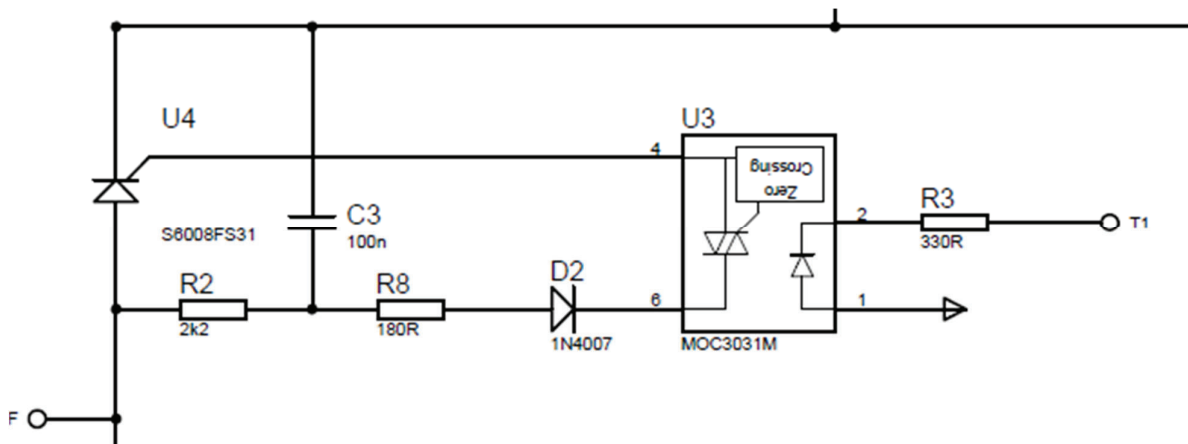 U4
U3
4
Zero
Crossing
C3
100n
S6008FS31
R3
330R
2
T1
R2
2k2
R8
180R
D2
1N4007
6
1
MOC3031M
F